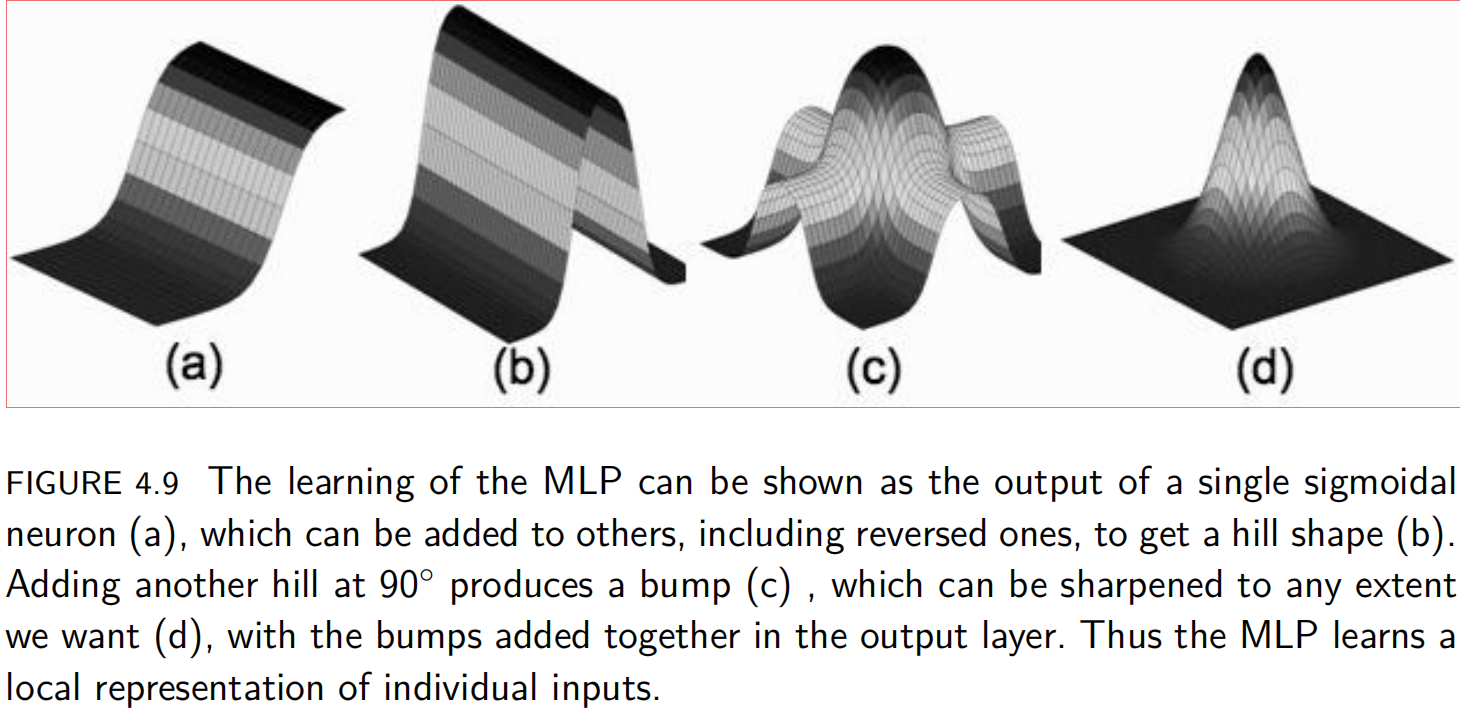 (a) (b) (c) (d)
FIGURE 4.9 The learning of the MLP can be shown as the output of a single sigmoidal
neuron (a), which can be added to others, including reversed ones, to get a hill shape (b).
Adding another hill at 90° produces a bump (c) , which can be sharpened to any extent
we want (d), with the bumps added together in the output layer. Thus the MLP learns a
local representation of individual inputs.